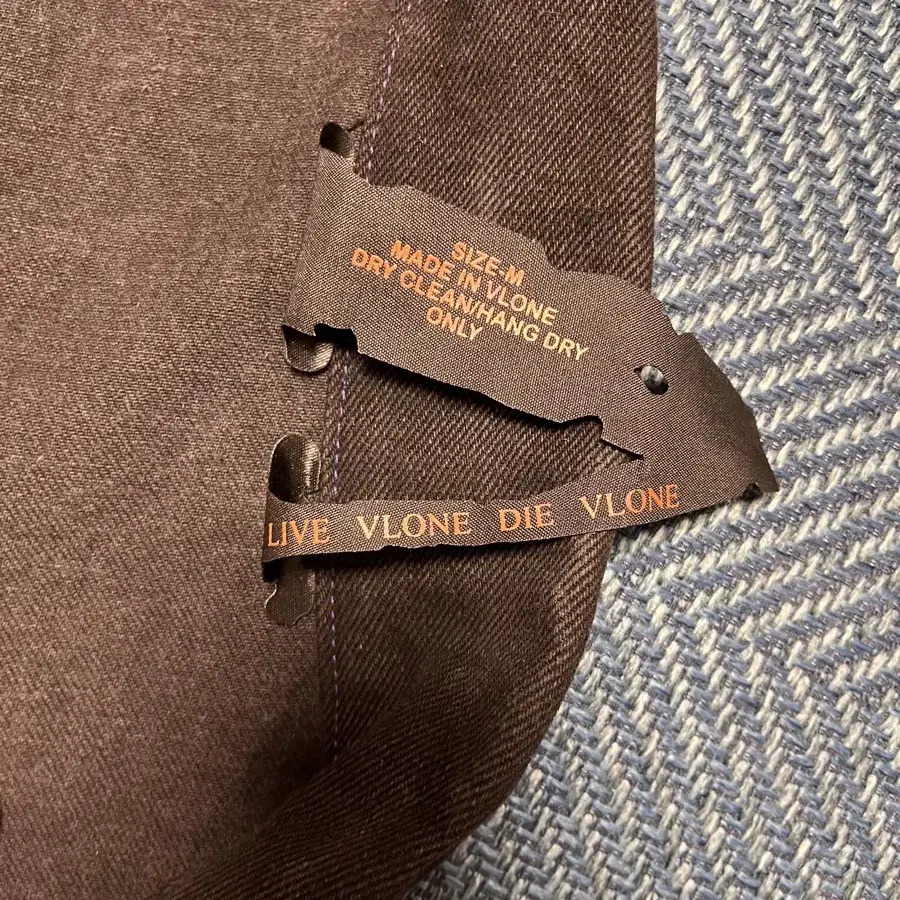 SIZE-M
MADE IN VLONE
DRY CLEAN/HANG DRY
ONLY
LIVE VLONE DIE VLONE